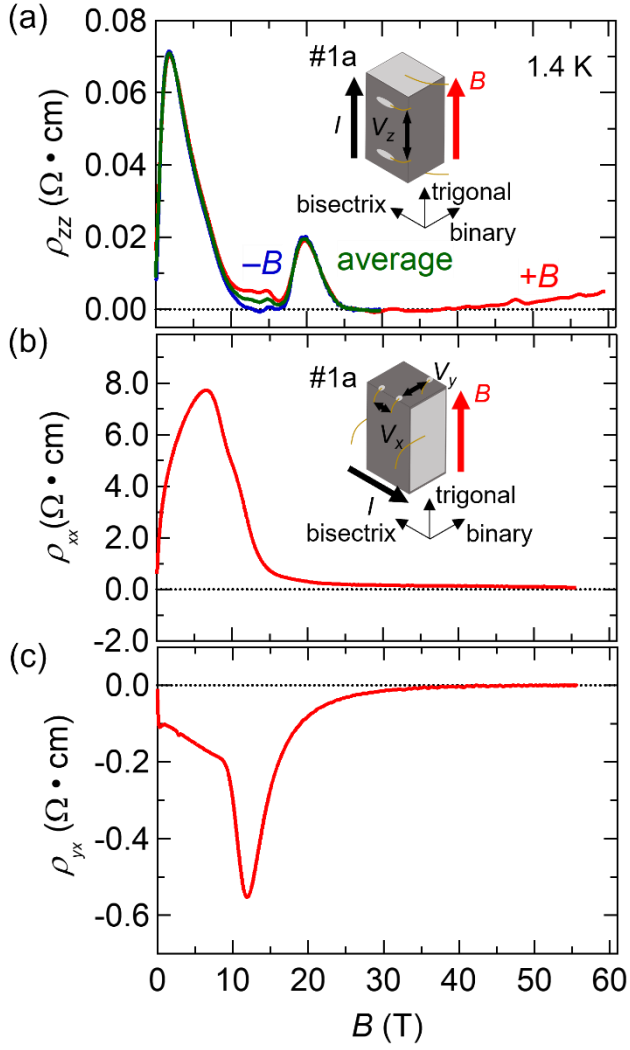 (a)
0.08
0.06
0.04
0.02
0.00
ρzz (Ω • cm)
#1a
1.4 K
I
Vz
B
trigonal
bisectrix
binary
–B
average
+B
(b)
8.0
6.0
4.0
2.0
0.0
-2.0
ρxx (Ω • cm)
#1a
Vy
Vx
B
I
trigonal
bisectrix
binary
(c)
0.0
-0.2
-0.4
-0.6
ρyx (Ω • cm)
0 10 20 30 40 50 60
B (T)